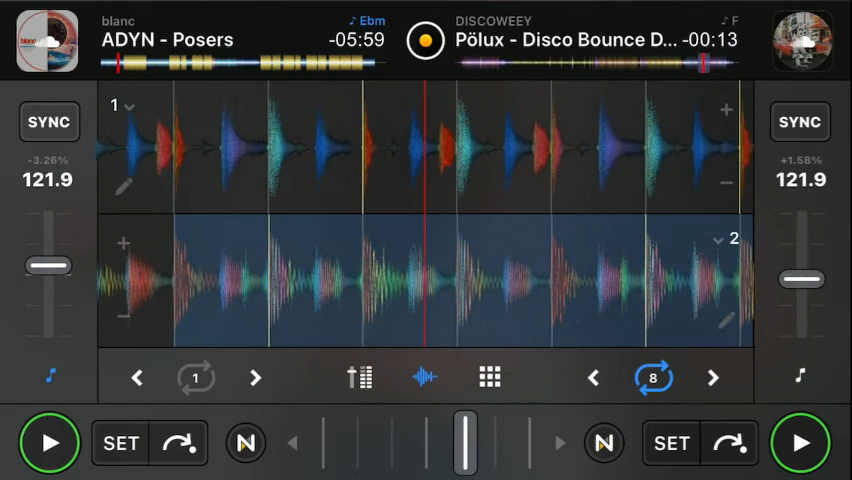 blanc
♪ Ebm
ADYN - Posers
-05:59
DISCOWEEY
♪ F
Pölux - Disco Bounce D...
-00:13
SYNC
-3.26%
121.9
1
2
SYNC
+1.58%
121.9
1
8
SET
N
N
SET